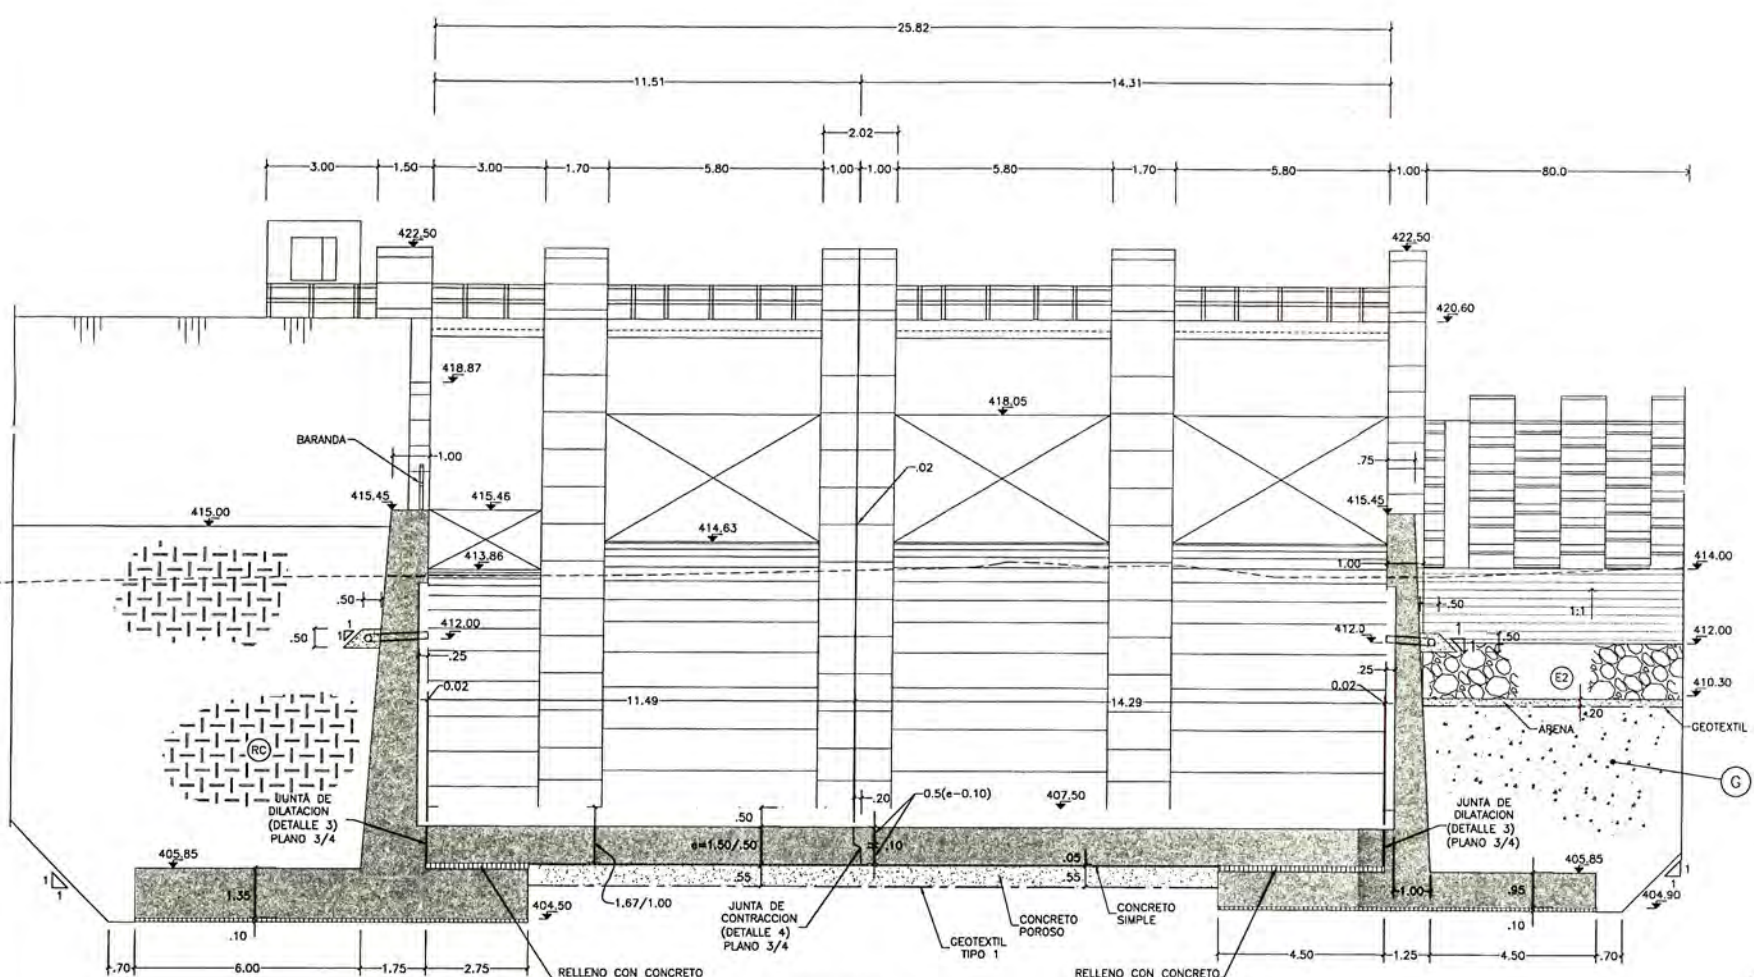 25.82
11.51 14.31
2.02
3.00 1.50 3.00 1.70 5.80 1.00 1.00 5.80 1.70 5.80 1.00 80.0
422.50 422.50
420.60
418.87
418.05
BARANDA
1.00
.02
.75
415.45 415.46 415.45
415.00
414.63
413.86
414.00
1.00
.50 .50
1:1
1
1
.50
412.00 412.0
1
1
.50
412.00
.25 .25
E2
0.02 0.02
410.30
11.49 14.29
.20
ARENA
GEOTEXTIL
RC
G
JUNTA DE
DILATACION
(DETALLE 3)
PLANO 3/4
.20
0.5(e-0.10)
407.50
.50
JUNTA DE
DILATACION
(DETALLE 3)
(PLANO 3/4)
e=1.50/.50
.10
.05
405.85 405.85
1
1
1
1
.55 .55
1.35
1.00
.95
404.90
404.50
1.67/1.00
JUNTA DE
CONTRACCION
(DETALLE 4)
PLANO 3/4
CONCRETO
SIMPLE
CONCRETO
POROSO
GEOTEXTIL
TIPO 1
.10 .10
.70 6.00 1.75 2.75 4.50 1.25 4.50 .70
RELLENO CON CONCRETO RELLENO CON CONCRETO